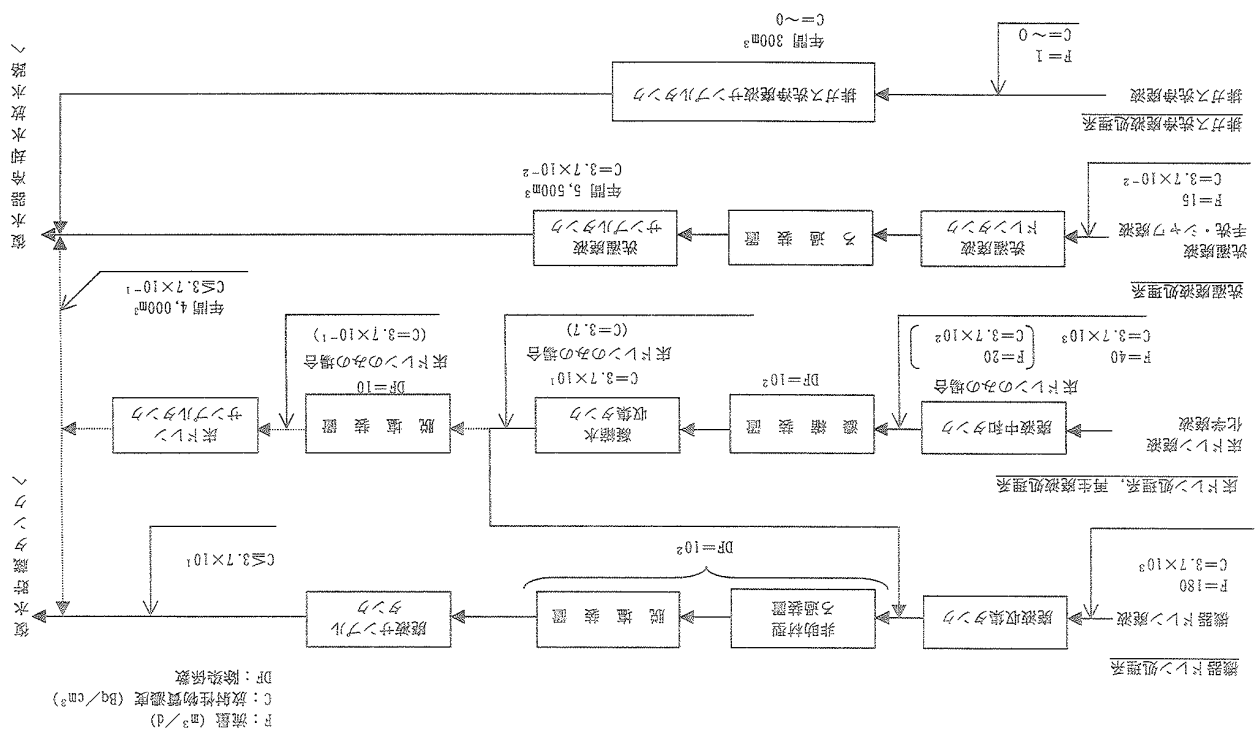 F：流量 (m³/d)
C：放射性物質濃度 (Bq/cm³)
DF：除染係数
機器ドレン処理系
機器ドレン廃液
F＝180
C＝3.7×10³
廃液収集タンク
非助材型
ろ過装置
脱塩装置
DF＝10²
廃液サンプル
タンク
C≦3.7×10¹
復水貯蔵タンクへ
床ドレン処理系，再生廃液処理系
床ドレン廃液
化学廃液
廃液中和タンク
F＝40
C＝3.7×10³
床ドレンのみの場合
F＝20
C＝3.7×10²
濃縮装置
DF＝10²
凝縮水
収集タンク
C＝3.7×10¹
床ドレンのみの場合
(C＝3.7)
脱塩装置
DF＝10
床ドレンのみの場合
(C＝3.7×10⁻¹)
床ドレン
サンプルタンク
年間 4,000m³
C≦3.7×10⁻¹
洗濯廃液処理系
洗濯廃液
手洗・シャワ廃液
F＝15
C＝3.7×10⁻²
洗濯廃液
ドレンタンク
ろ過装置
洗濯廃液
サンプルタンク
年間 5,500m³
C＝3.7×10⁻²
排ガス洗浄廃液処理系
排ガス洗浄廃液
F＝1
C＝～0
排ガス洗浄廃液サンプルタンク
年間 300m³
C＝～0
復水器冷却水放水路へ